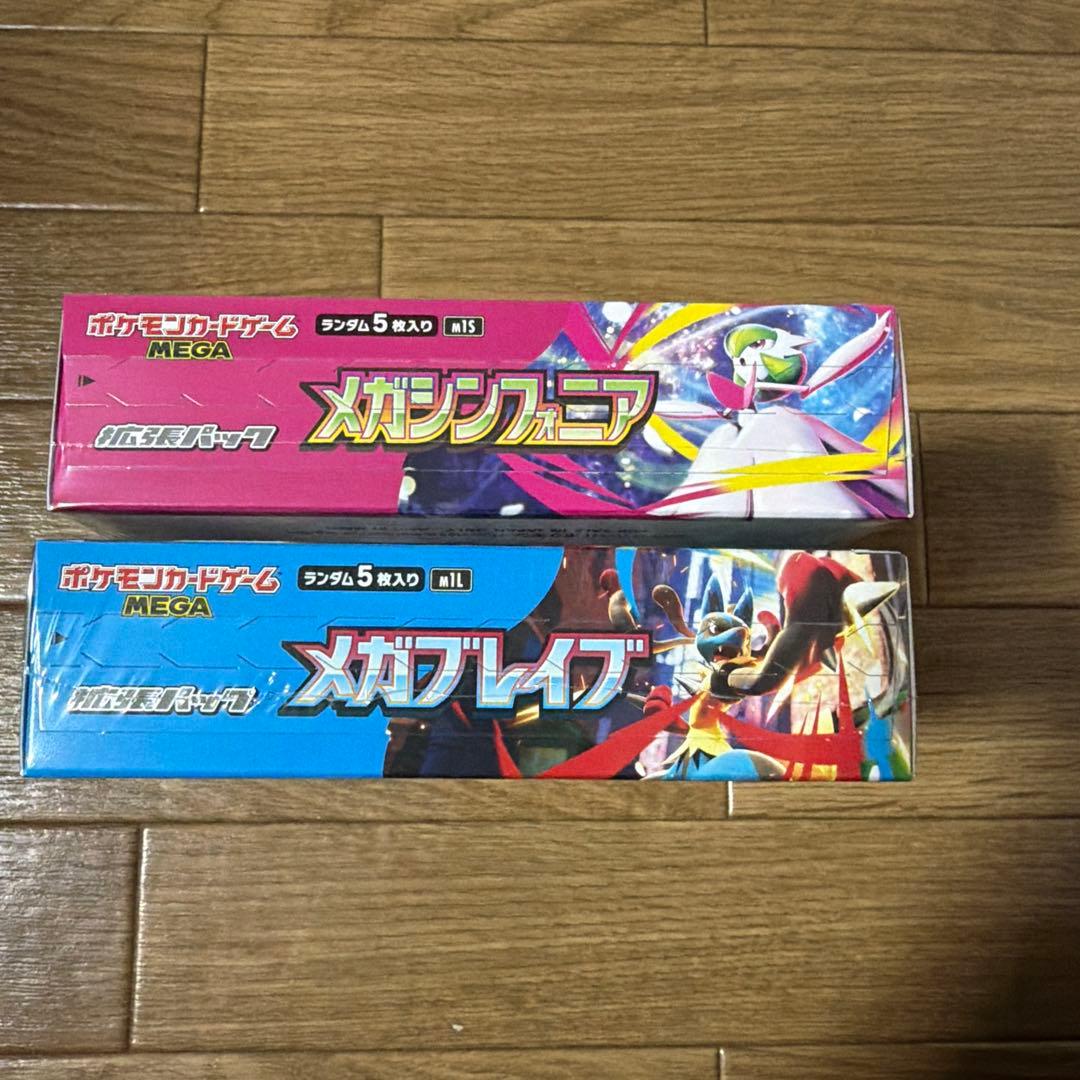 ポケモンカードゲーム
MEGA
ランダム5枚入り
M1S
メガシンフォニア
拡張パック
ポケモンカードゲーム
MEGA
ランダム5枚入り
M1L
メガブレイブ
拡張パック